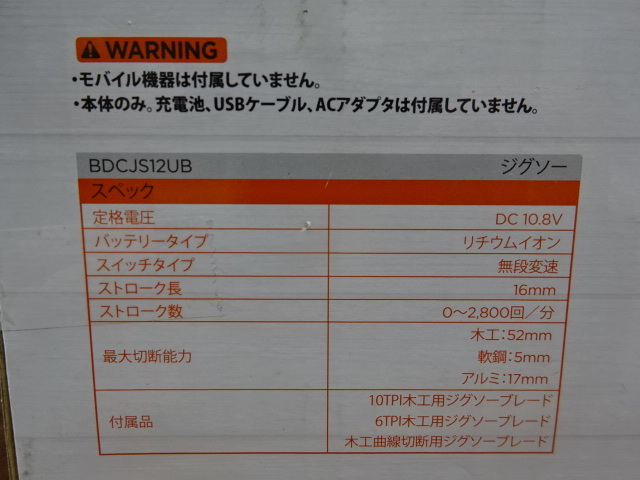 WARNING
・モバイル機器は付属していません。
・本体のみ。充電池、USBケーブル、ACアダプタは付属していません。
BDCJS12UB ジグソー
スペック
定格電圧 DC 10.8V
バッテリータイプ リチウムイオン
スイッチタイプ 無段変速
ストローク長 16mm
ストローク数 0～2,800回／分
最大切断能力 木工:52mm
軟鋼:5mm
アルミ:17mm
付属品 10TPI木工用ジグソーブレード
6TPI木工用ジグソーブレード
木工曲線切断用ジグソーブレード